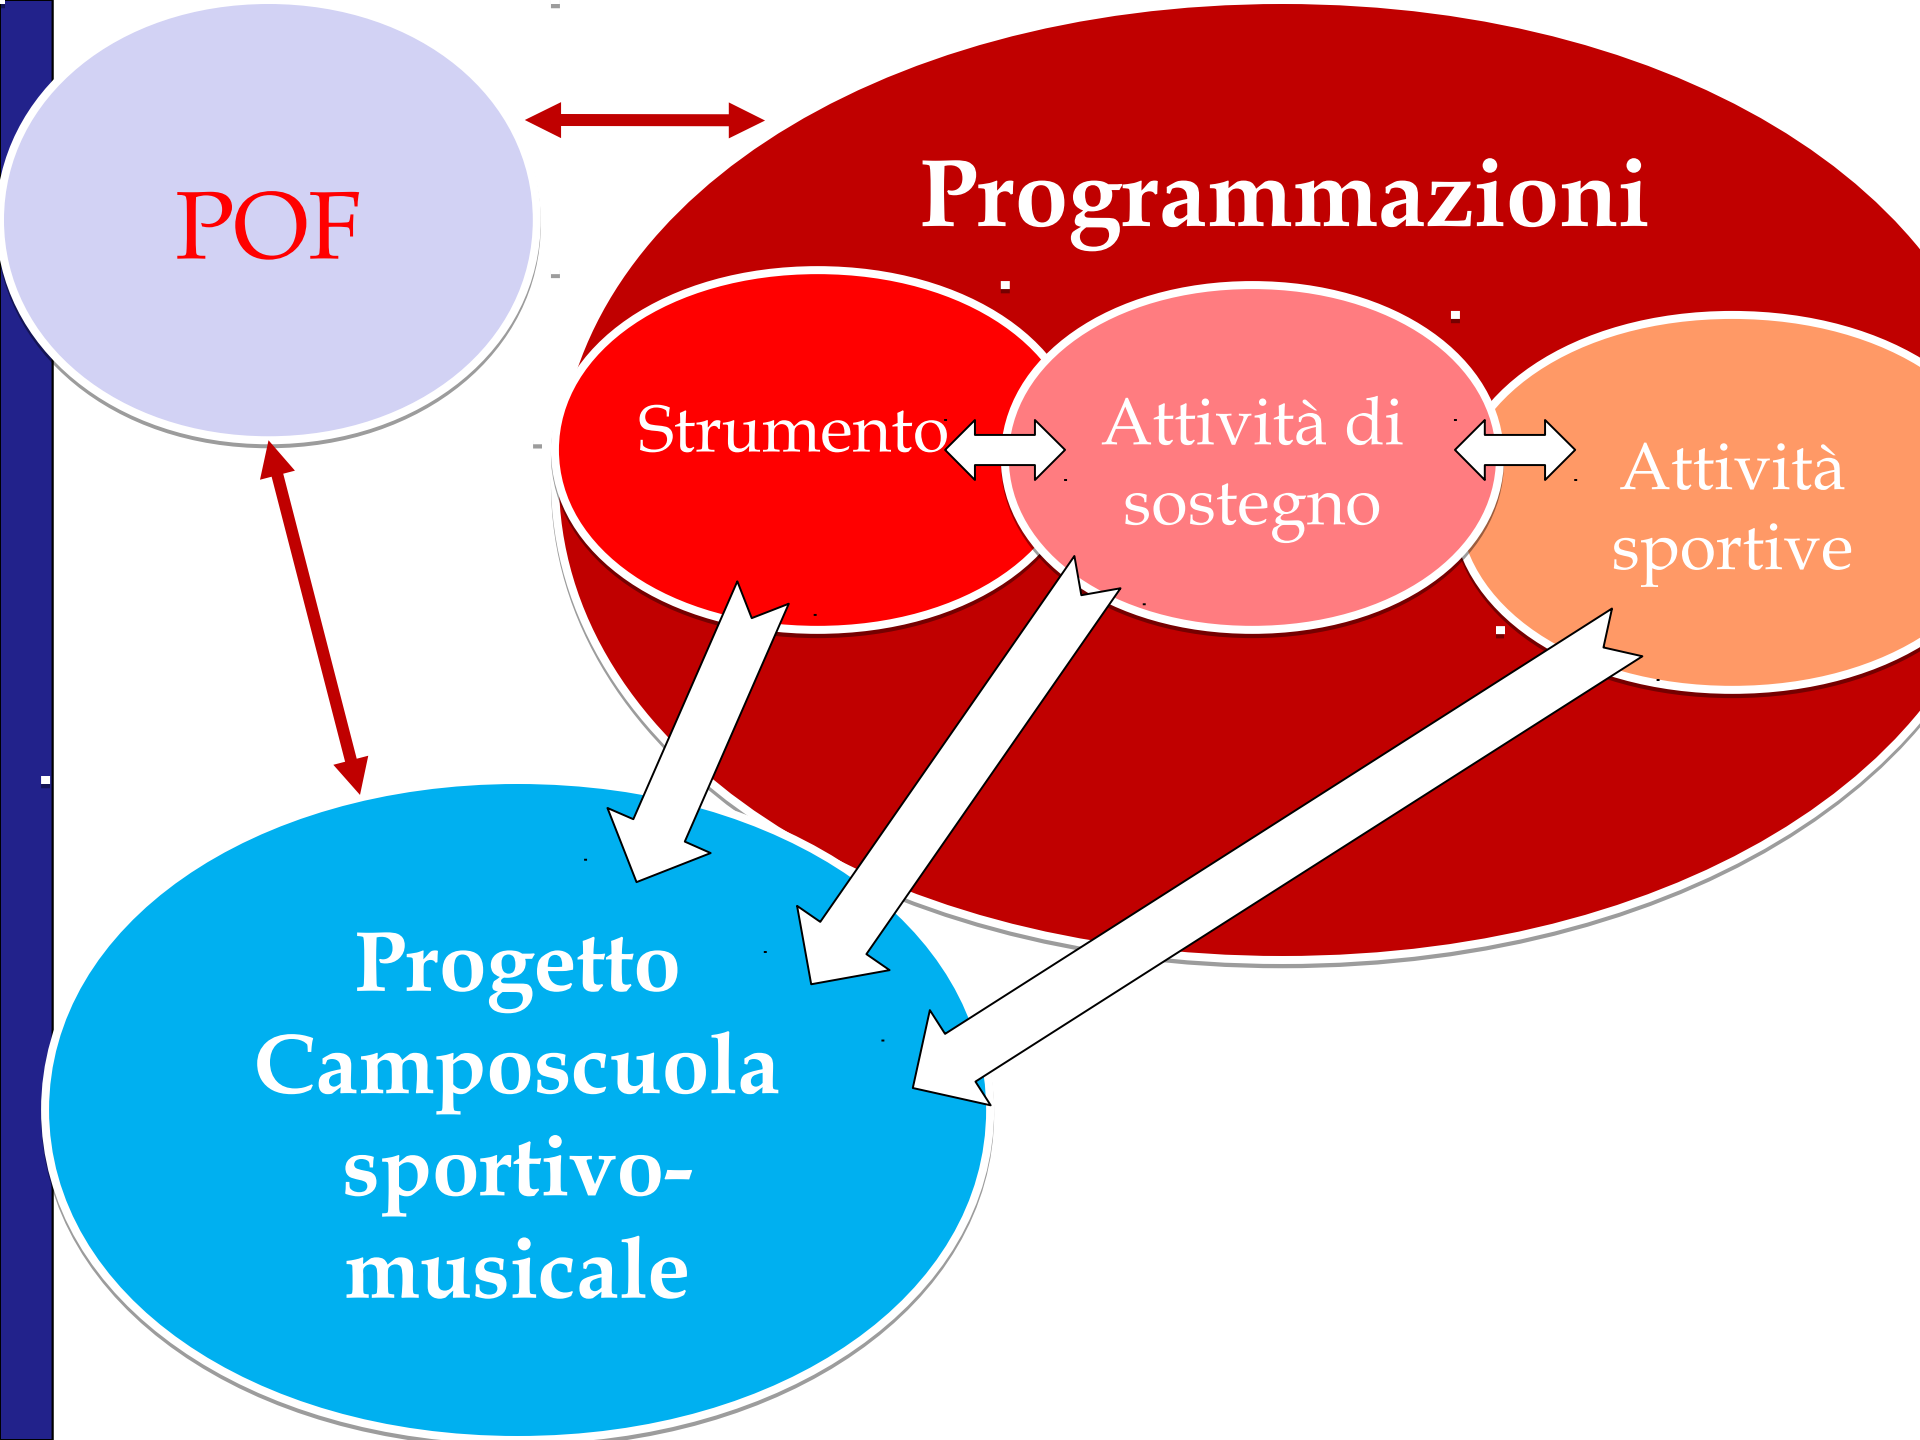 POF
Programmazioni
Strumento
Attività di
sostegno
Attività
sportive
Progetto
Camposcuola
sportivo-
musicale